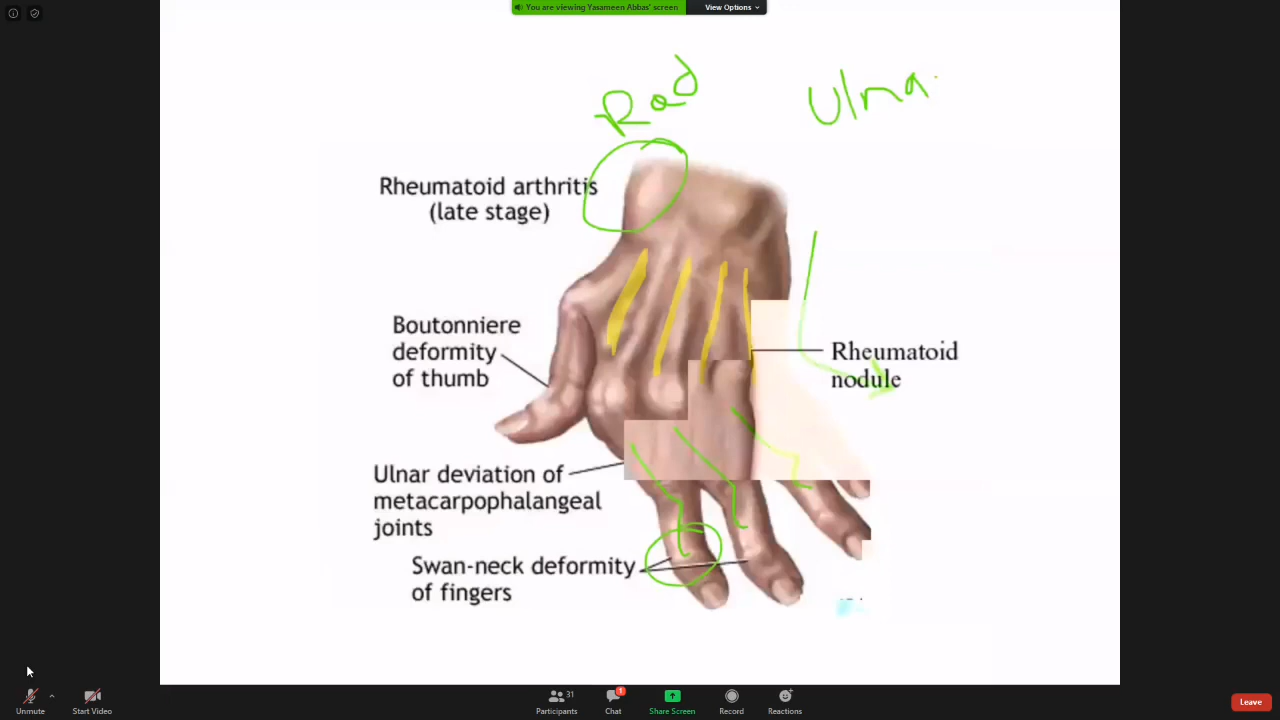 You are viewing Yasameen Abbas' screen
View Options
Rad
Ulna
Rheumatoid arthritis
(late stage)
Boutonniere
deformity
of thumb
Rheumatoid
nodule
Ulnar deviation of
metacarpophalangeal
joints
Swan-neck deformity
of fingers
Unmute
Start Video
31
Participants
1
Chat
Share Screen
Record
Reactions
Leave